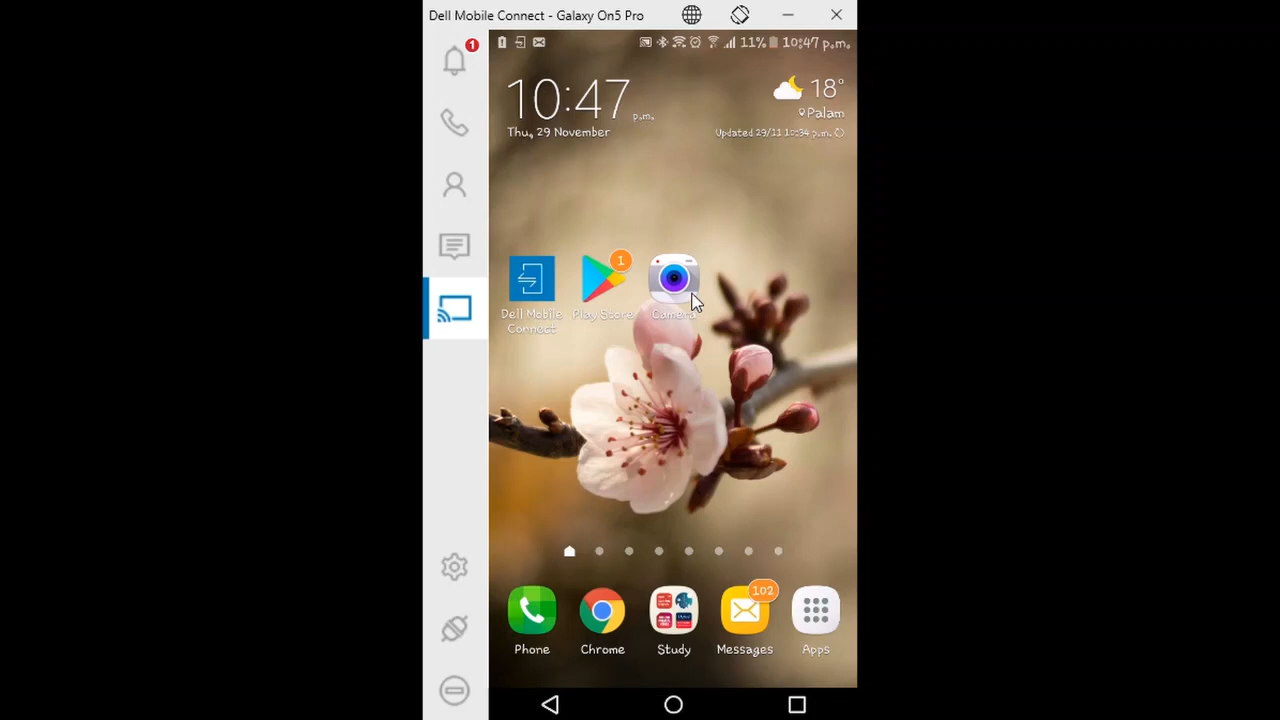 Dell Mobile Connect - Galaxy On5 Pro
1
11% 10:47 p.m.
10:47 p.m.
Thu, 29 November
18°
Palam
Updated 29/11 10:34 p.m.
1
Dell Mobile Connect
Play Store
Camera
102
Phone
Chrome
Study
Messages
Apps